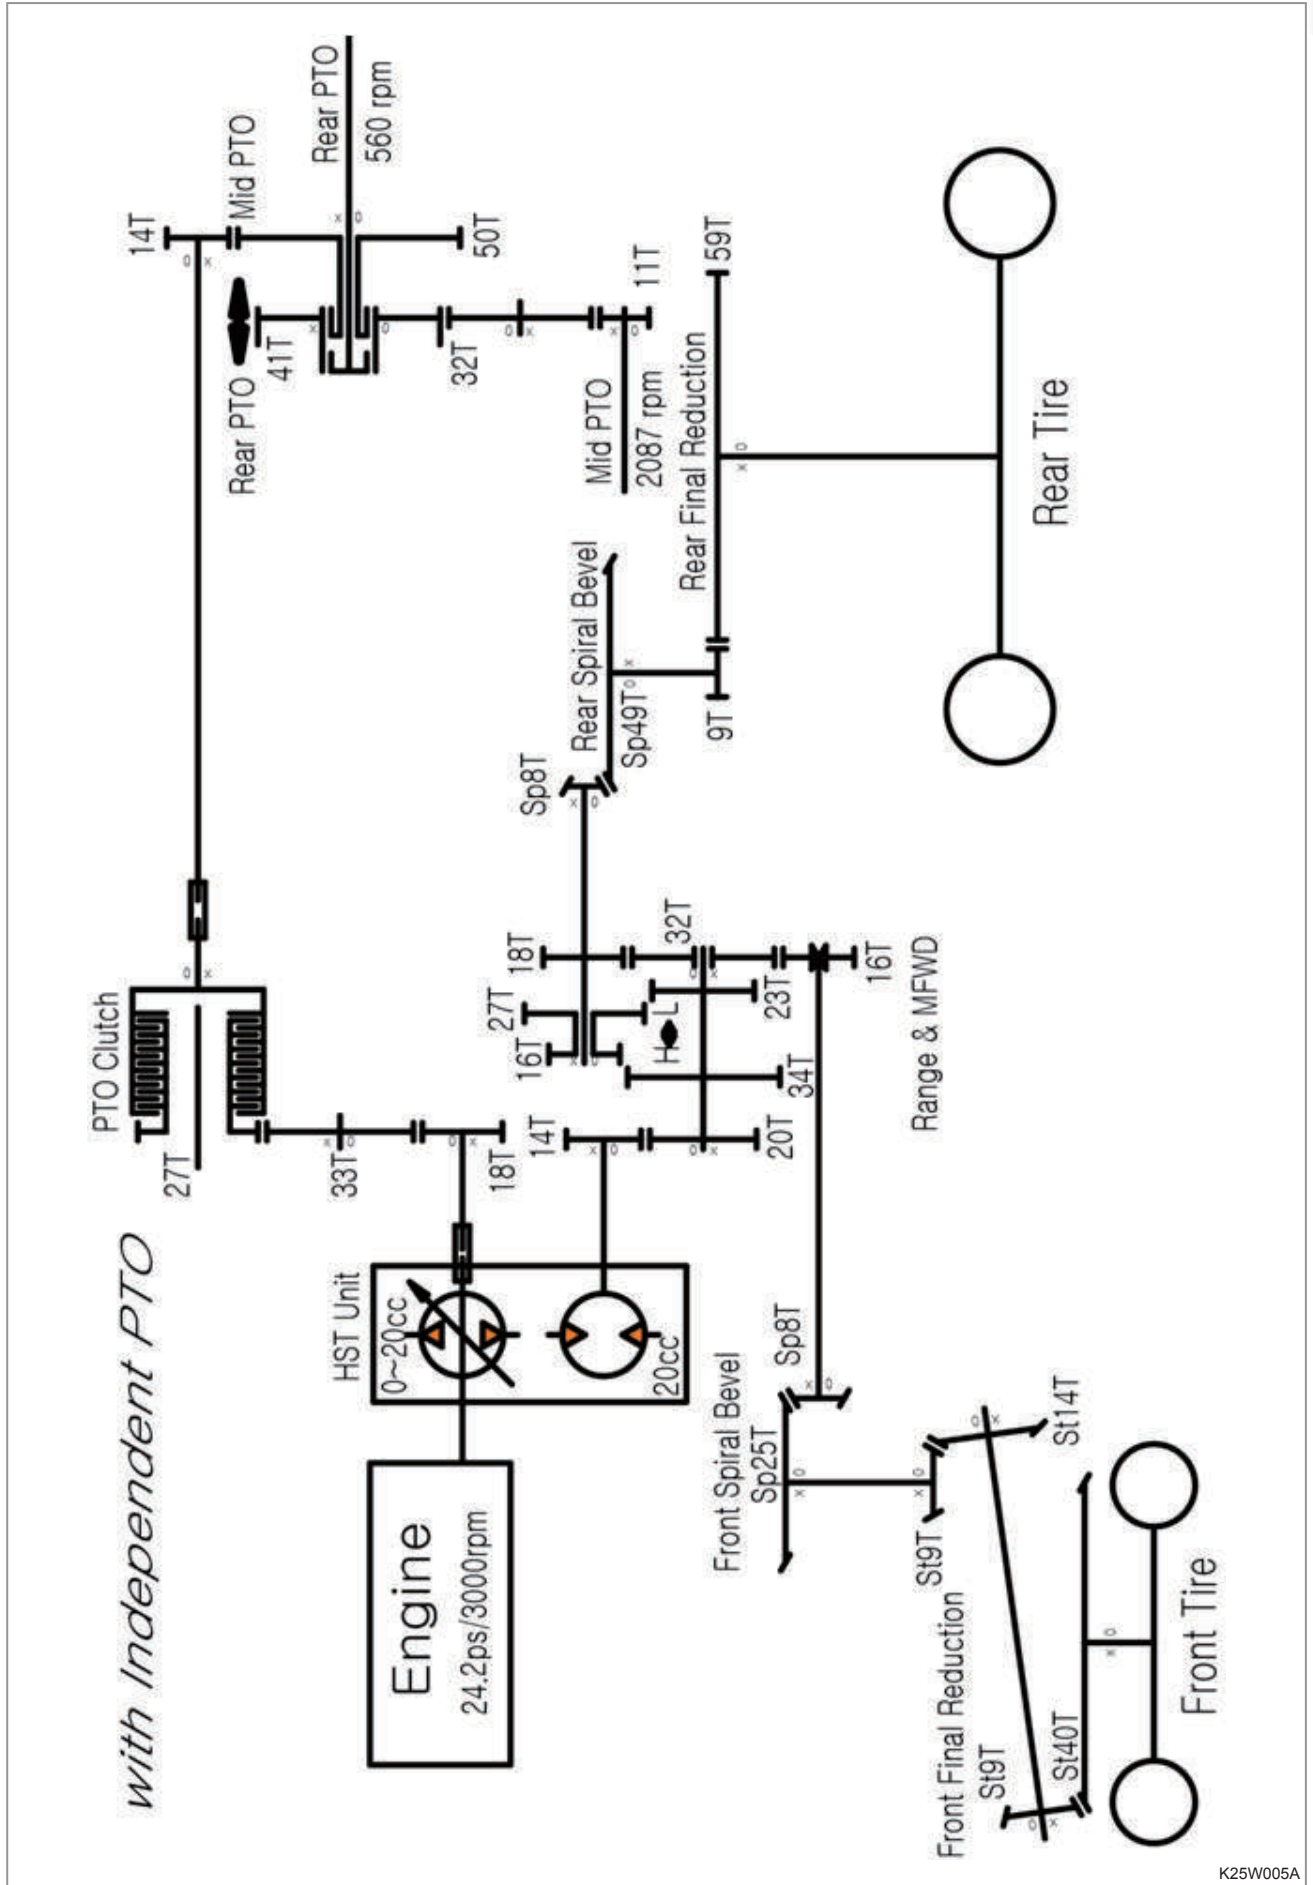 with Independent PTO
PTO Clutch
27T
33T
18T
14T
Mid PTO
Rear PTO
560 rpm
Rear PTO
41T
50T
32T
11T
Mid PTO
2087 rpm
Engine
24.2ps/3000rpm
HST Unit
0~20cc
20cc
14T
20T
16T
27T
18T
H
L
34T
23T
32T
16T
Range & MFWD
Sp8T
Rear Spiral Bevel
Sp49T
9T
Rear Final Reduction
59T
Rear Tire
Front Spiral Bevel
Sp25T
Sp8T
St9T
St14T
Front Final Reduction
St9T
St40T
Front Tire
K25W005A